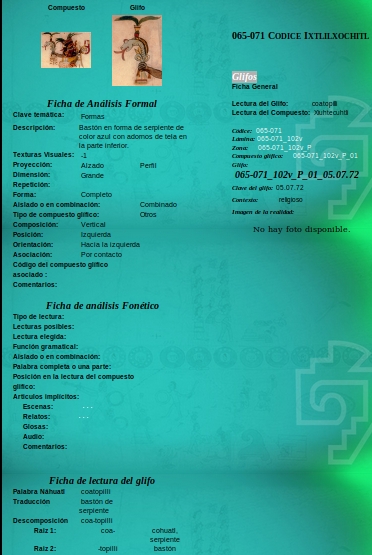 Compuesto Glifo
065-071 CODICE IXTLILXOCHITL
Glifos
Ficha General
Lectura del Glifo: coatopilli
Lectura del Compuesto: Xiuhtecuhtli
Códice: 065-071
Lámina: 065-071_102v
Zona: 065-071_102v_P
Compuesto glífico: 065-071_102v_P_01
Glifo:
065-071_102v_P_01_05.07.72
Clave del glifo 05.07.72
Contexto: religioso
Imagen de la realidad:
No hay foto disponible.
Ficha de Análisis Formal
Clave temática: Formas
Descripción: Bastón en forma de serpiente de
color azul con adornos de tela en
la parte inferior.
Texturas Visuales: -1
Proyección: Alzado Perfil
Dimensión: Grande
Repetición:
Forma: Completo
Aislado o en combinación: Combinado
Tipo de compuesto glífico: Otros
Composición: Vertical
Posición: Izquierda
Orientación: Hacia la izquierda
Asociación: Por contacto
Código del compuesto glífico
asociado :
Comentarios:
Ficha de análisis Fonético
Tipo de lectura:
Lecturas posibles:
Lectura elegida:
Función gramatical:
Aislado o en combinación:
Palabra completa o una parte:
Posición en la lectura del compuesto
glífico:
Artículos implícitos:
Escenas: - - -
Relatos: - - -
Glosas:
Audio:
Comentarios:
Ficha de lectura del glifo
Palabra Náhuatl coatopilli
Traducción bastón de
serpiente
Descomposición coa-topilli
Raíz 1: coa- cohuatl,
serpiente
Raíz 2: -topilli bastón